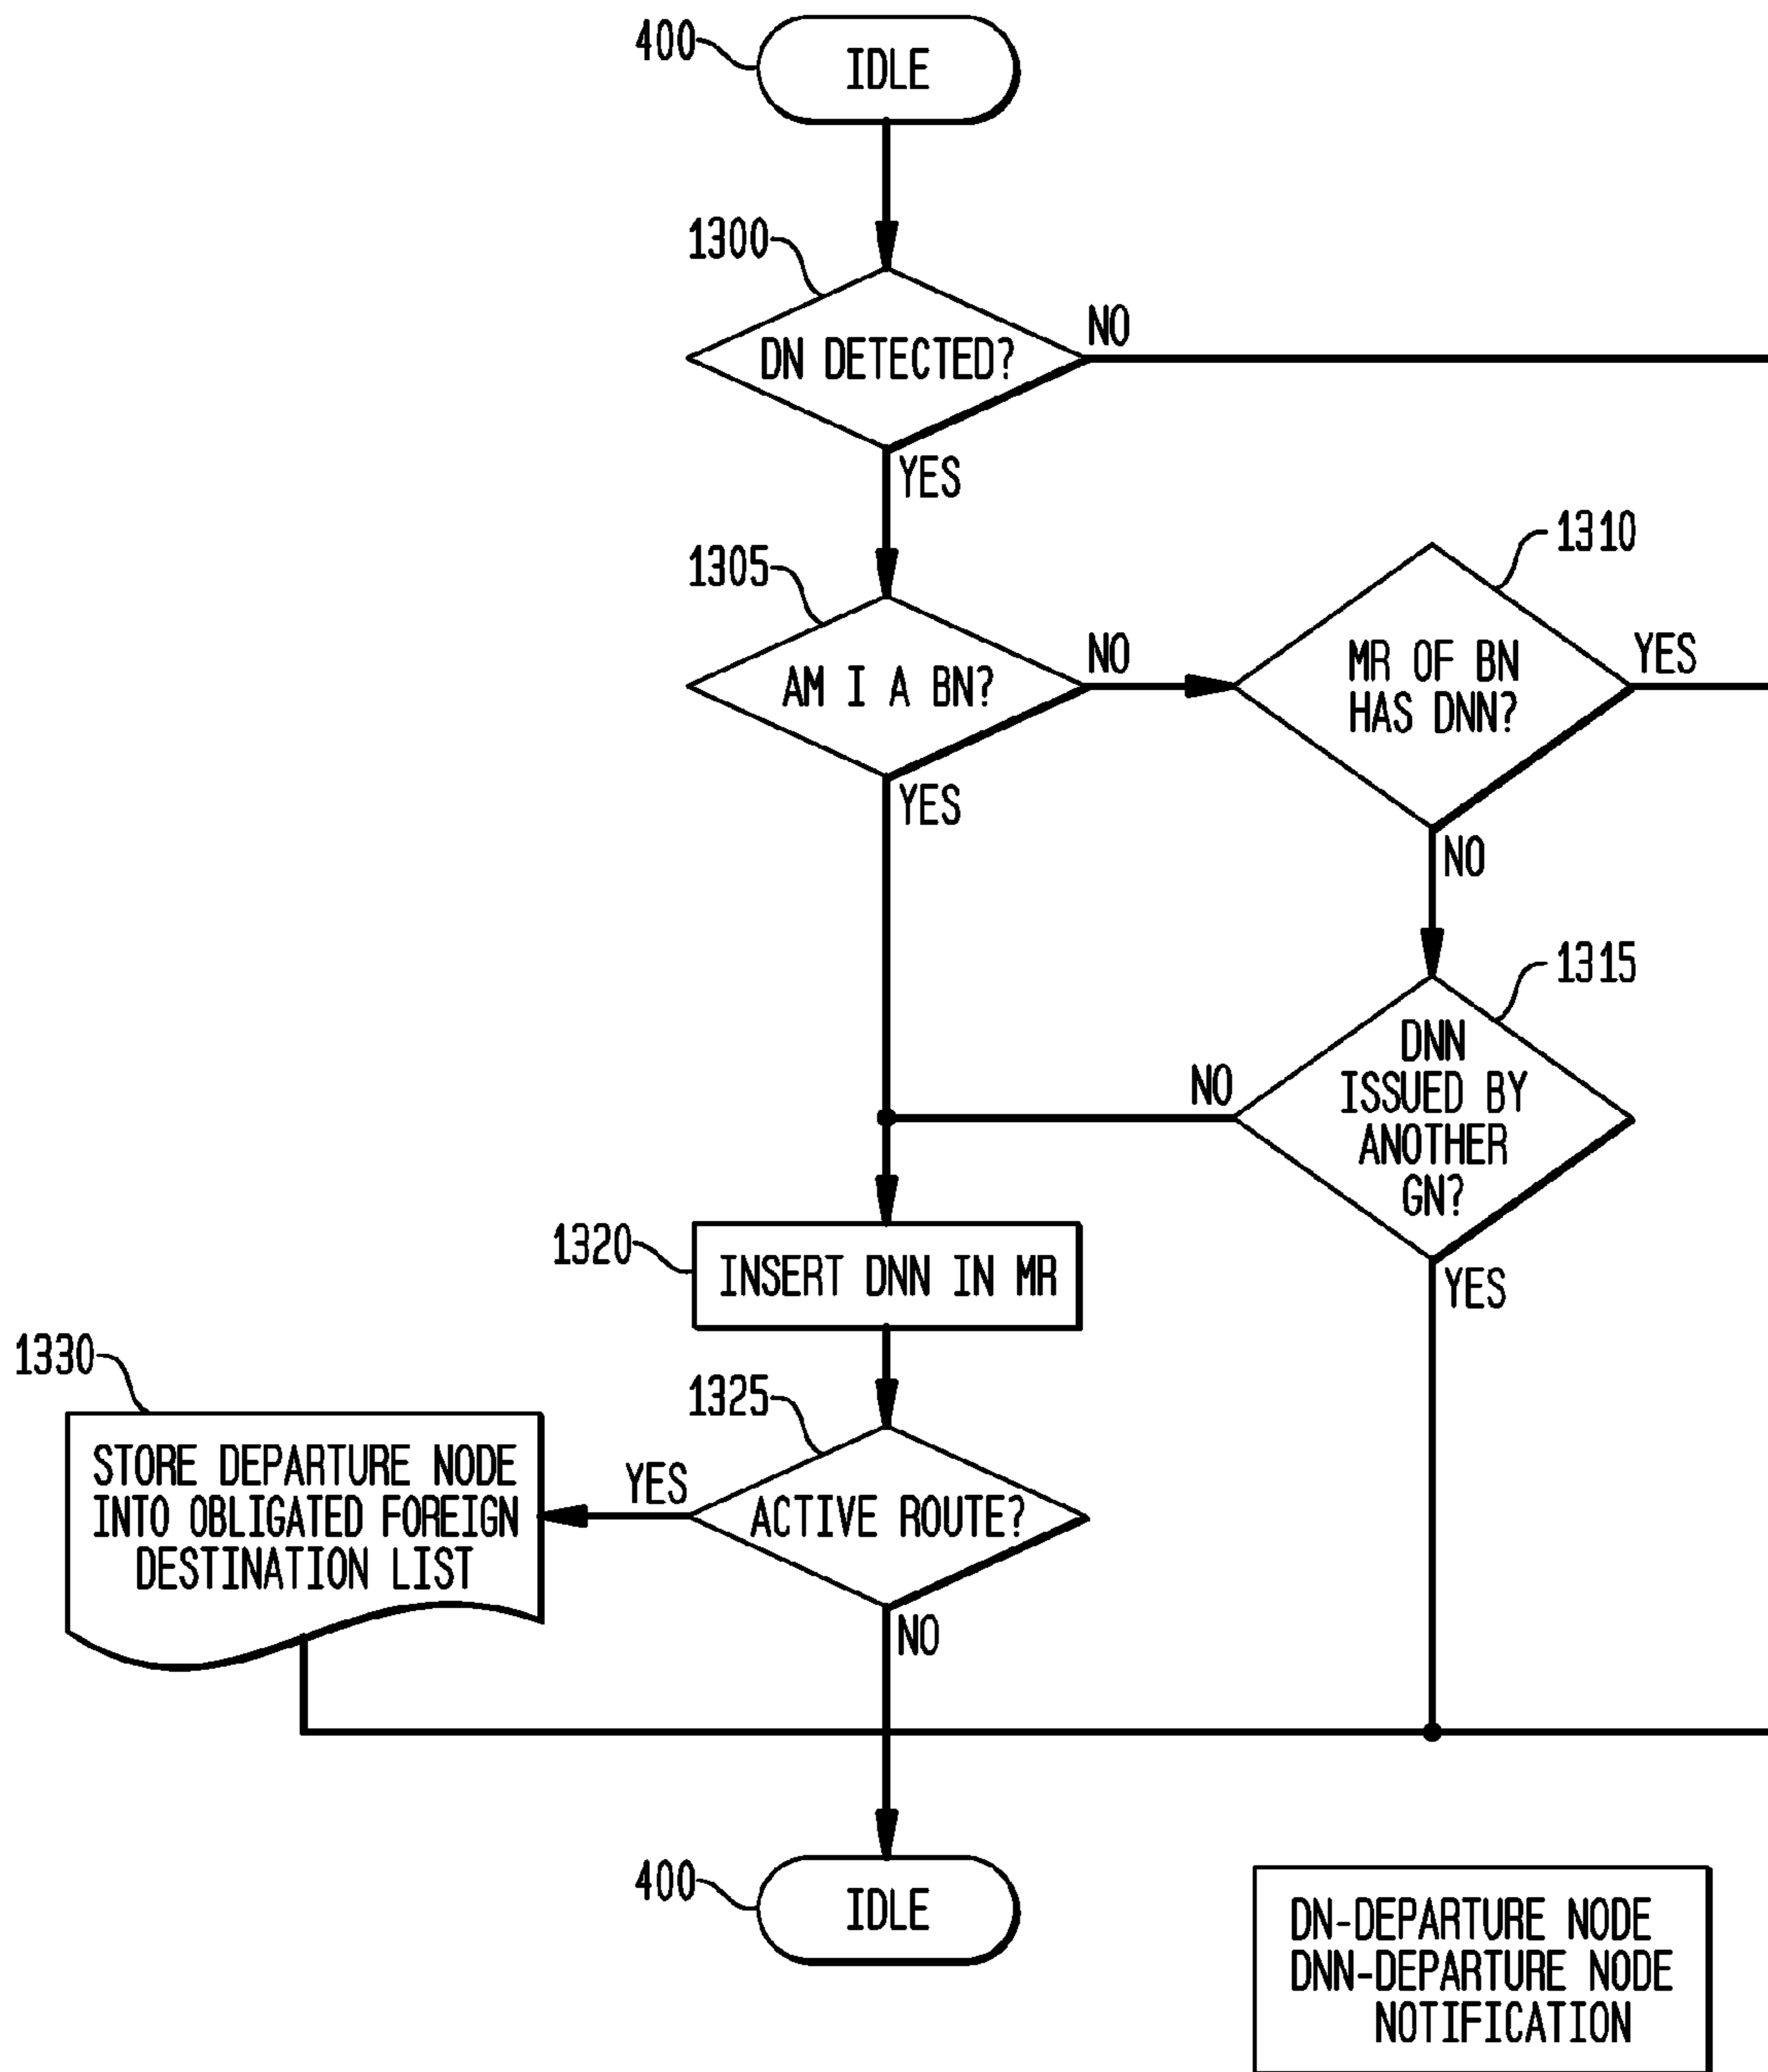 400
IDLE
1300
DN DETECTED?
NO
YES
1305
AM I A BN?
NO
YES
1310
MR OF BN
HAS DNN?
YES
NO
1315
DNN
ISSUED BY
ANOTHER
GN?
NO
YES
1320
INSERT DNN IN MR
1325
ACTIVE ROUTE?
YES
NO
1330
STORE DEPARTURE NODE
INTO OBLIGATED FOREIGN
DESTINATION LIST
400
IDLE
DN-DEPARTURE NODE
DNN-DEPARTURE NODE
NOTIFICATION